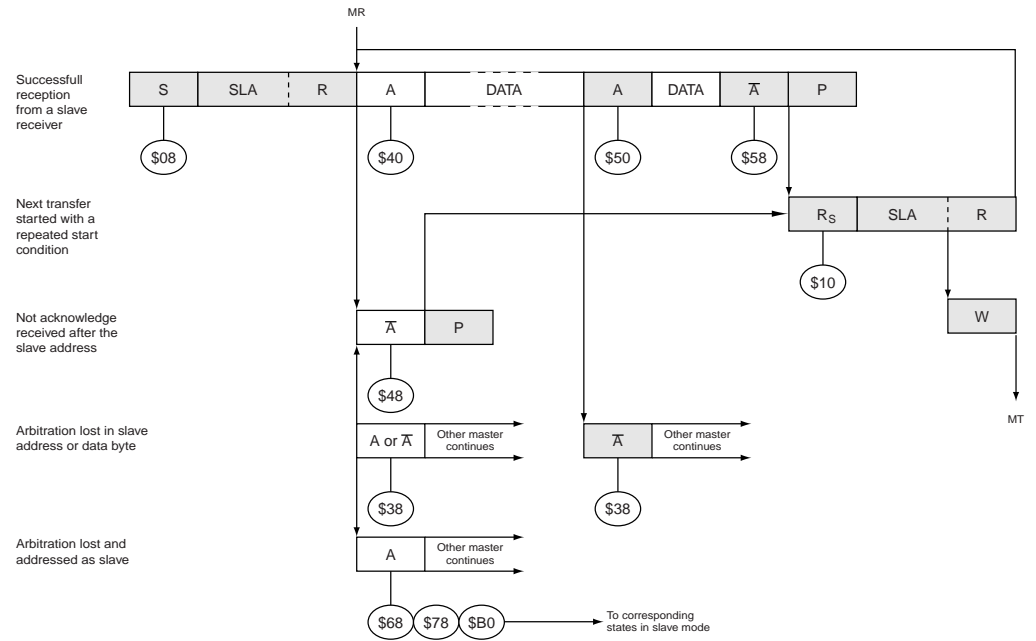 MR
Successfull
reception
from a slave
receiver
S SLA R A DATA A DATA A̅ P
$08 $40 $50 $58
Next transfer
started with a
repeated start
condition
RS SLA R
$10
Not acknowledge
received after the
slave address
A̅ P
W
$48
MT
Arbitration lost in slave
address or data byte
A or A̅
Other master
continues
A̅
Other master
continues
$38 $38
Arbitration lost and
addressed as slave
A
Other master
continues
$68 $78 $B0
To corresponding
states in slave mode